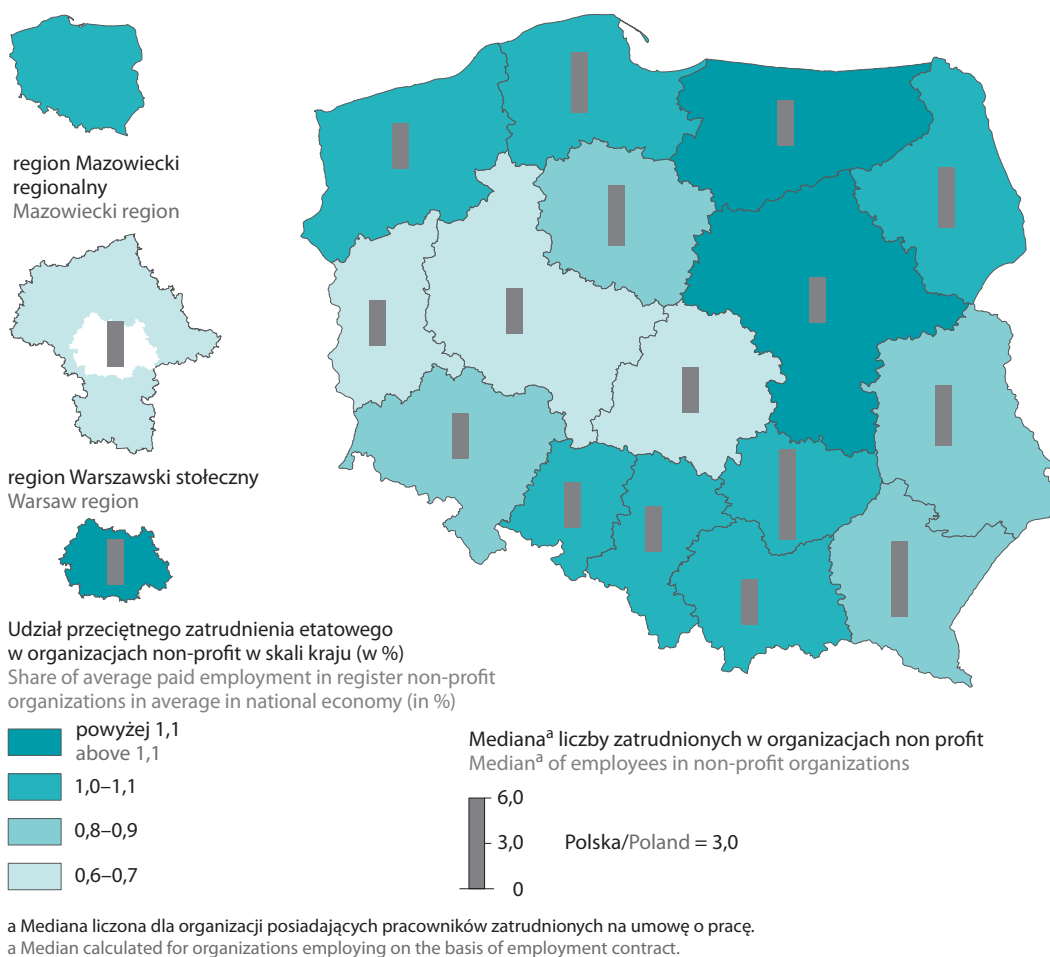 region Mazowiecki
regionalny
Mazowiecki region
region Warszawski stołeczny
Warsaw region
Udział przeciętnego zatrudnienia etatowego
w organizacjach non-profit w skali kraju (w %)
Share of average paid employment in register non-profit
organizations in average in national economy (in %)
powyżej 1,1
above 1,1
1,0–1,1
0,8–0,9
0,6–0,7
Medianaᵃ liczby zatrudnionych w organizacjach non profit
Medianᵃ of employees in non-profit organizations
6,0
3,0
Polska/Poland = 3,0
0
a Mediana liczona dla organizacji posiadających pracowników zatrudnionych na umowę o pracę.
a Median calculated for organizations employing on the basis of employment contract.